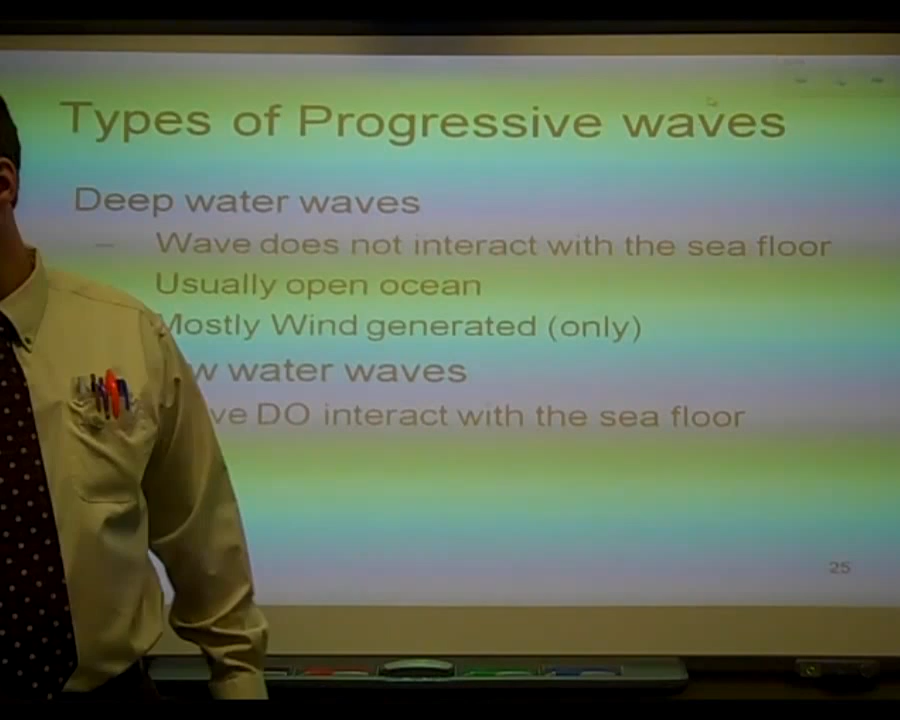 Types of Progressive waves
Deep water waves
– Wave does not interact with the sea floor
Usually open ocean
Mostly Wind generated (only)
w water waves
ve DO interact with the sea floor
25